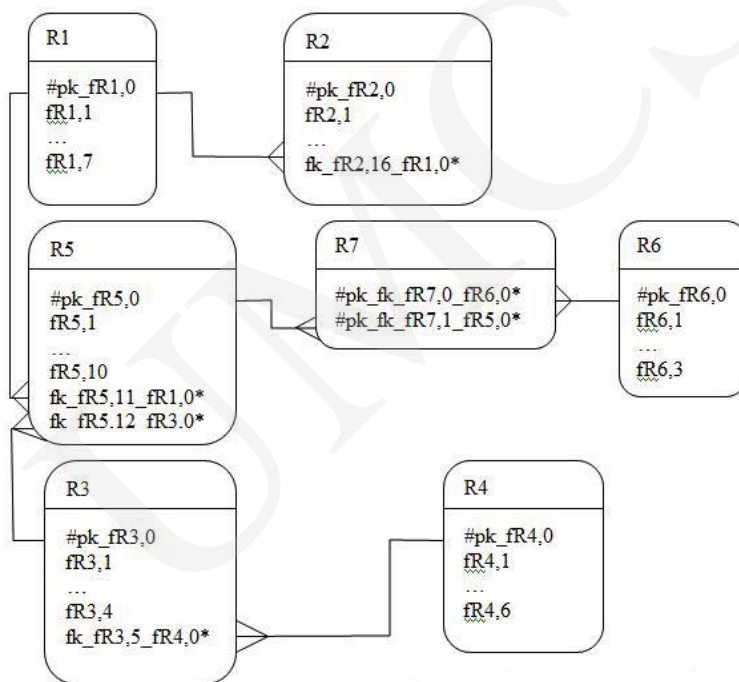 R1
#pk_fR1,0
fR1,1
...
fR1,7
R2
#pk_fR2,0
fR2,1
...
fk_fR2,16_fR1,0*
R5
#pk_fR5,0
fR5,1
...
fR5,10
fk_fR5,11_fR1,0*
fk_fR5,12_fR3,0*
R7
#pk_fk_fR7,0_fR6,0*
#pk_fk_fR7,1_fR5,0*
R6
#pk_fR6,0
fR6,1
...
fR6,3
R3
#pk_fR3,0
fR3,1
...
fR3,4
fk_fR3,5_fR4,0*
R4
#pk_fR4,0
fR4,1
...
fR4,6
UMCS